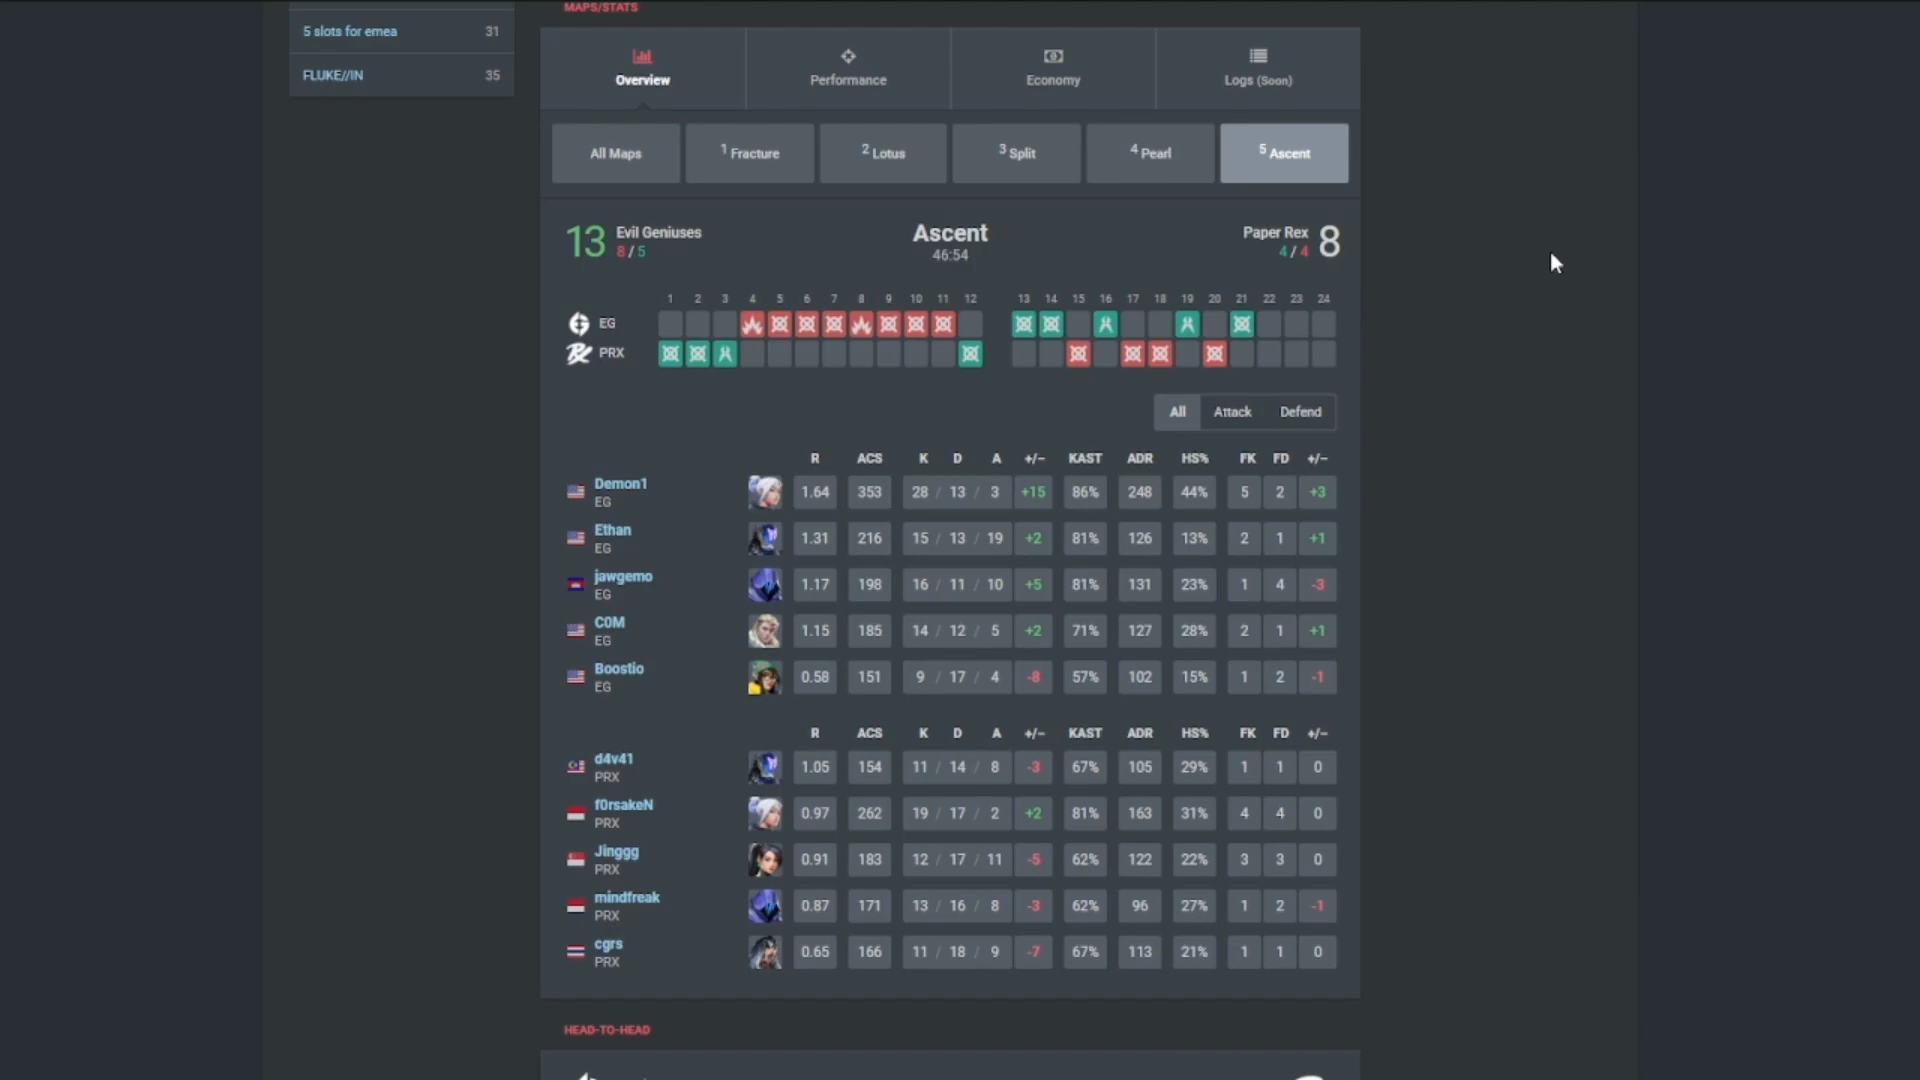 MAPS/STATS
5 slots for emea 31
FLUKE//IN 35
Overview
Performance
Economy
Logs (Soon)
All Maps
1 Fracture
2 Lotus
3 Split
4 Pearl
5 Ascent
13 Evil Geniuses 8 / 5
Ascent
46:54
Paper Rex 4 / 4 8
1 2 3 4 5 6 7 8 9 10 11 12 13 14 15 16 17 18 19 20 21 22 23 24
EG
PRX
All Attack Defend
R ACS K D A +/– KAST ADR HS% FK FD +/–
Demon1 EG 1.64 353 28 / 13 / 3 +15 86% 248 44% 5 2 +3
Ethan EG 1.31 216 15 / 13 / 19 +2 81% 126 13% 2 1 +1
jawgemo EG 1.17 198 16 / 11 / 10 +5 81% 131 23% 1 4 -3
C0M EG 1.15 185 14 / 12 / 5 +2 71% 127 28% 2 1 +1
Boostio EG 0.58 151 9 / 17 / 4 -8 57% 102 15% 1 2 -1
R ACS K D A +/– KAST ADR HS% FK FD +/–
d4v41 PRX 1.05 154 11 / 14 / 8 -3 67% 105 29% 1 1 0
f0rsakeN PRX 0.97 262 19 / 17 / 2 +2 81% 163 31% 4 4 0
Jinggg PRX 0.91 183 12 / 17 / 11 -5 62% 122 22% 3 3 0
mindfreak PRX 0.87 171 13 / 16 / 8 -3 62% 96 27% 1 2 -1
cgrs PRX 0.65 166 11 / 18 / 9 -7 67% 113 21% 1 1 0
HEAD-TO-HEAD